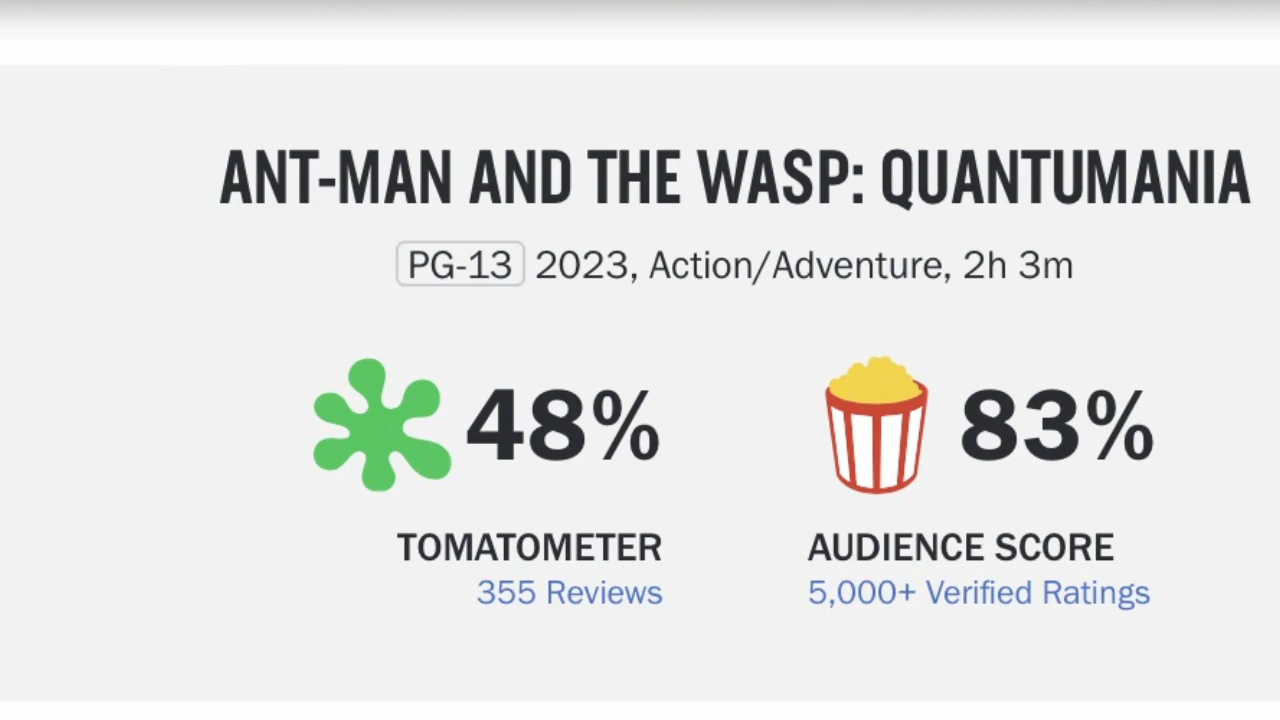 ANT-MAN AND THE WASP: QUANTUMANIA
PG-13 2023, Action/Adventure, 2h 3m
48% 83%
TOMATOMETER AUDIENCE SCORE
355 Reviews 5,000+ Verified Ratings